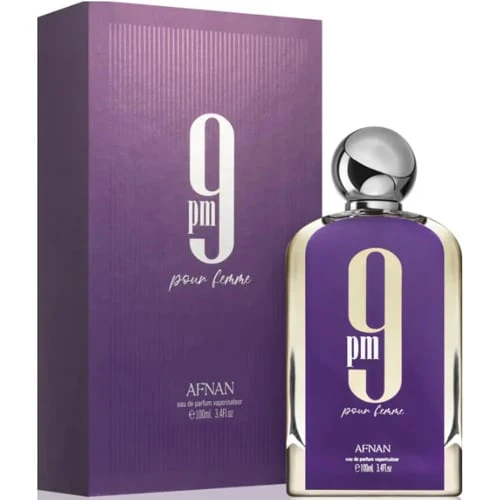 9
pm
pour femme
AFNAN
eau de parfum vaporisateur
℮100ml. 3.4Fl oz
9
pm
pour femme
AFNAN
eau de parfum vaporisateur
℮100ml. 3.4Fl oz